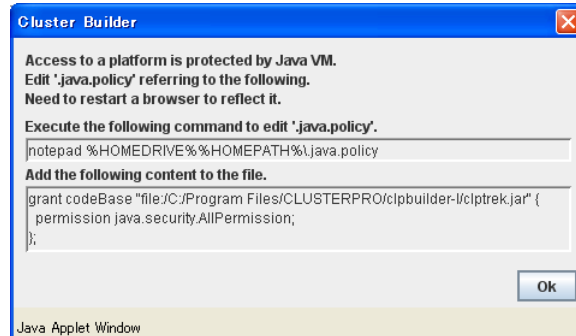 Cluster Builder
Access to a platform is protected by Java VM.
Edit '.java.policy' referring to the following.
Need to restart a browser to reflect it.
Execute the following command to edit '.java.policy'.
notepad %HOMEDRIVE%%HOMEPATH%\.java.policy
Add the following content to the file.
grant codeBase "file:/C:/Program Files/CLUSTERPRO/clpbuilder-l/clptrek.jar" {
permission java.security.AllPermission;
};
Ok
Java Applet Window